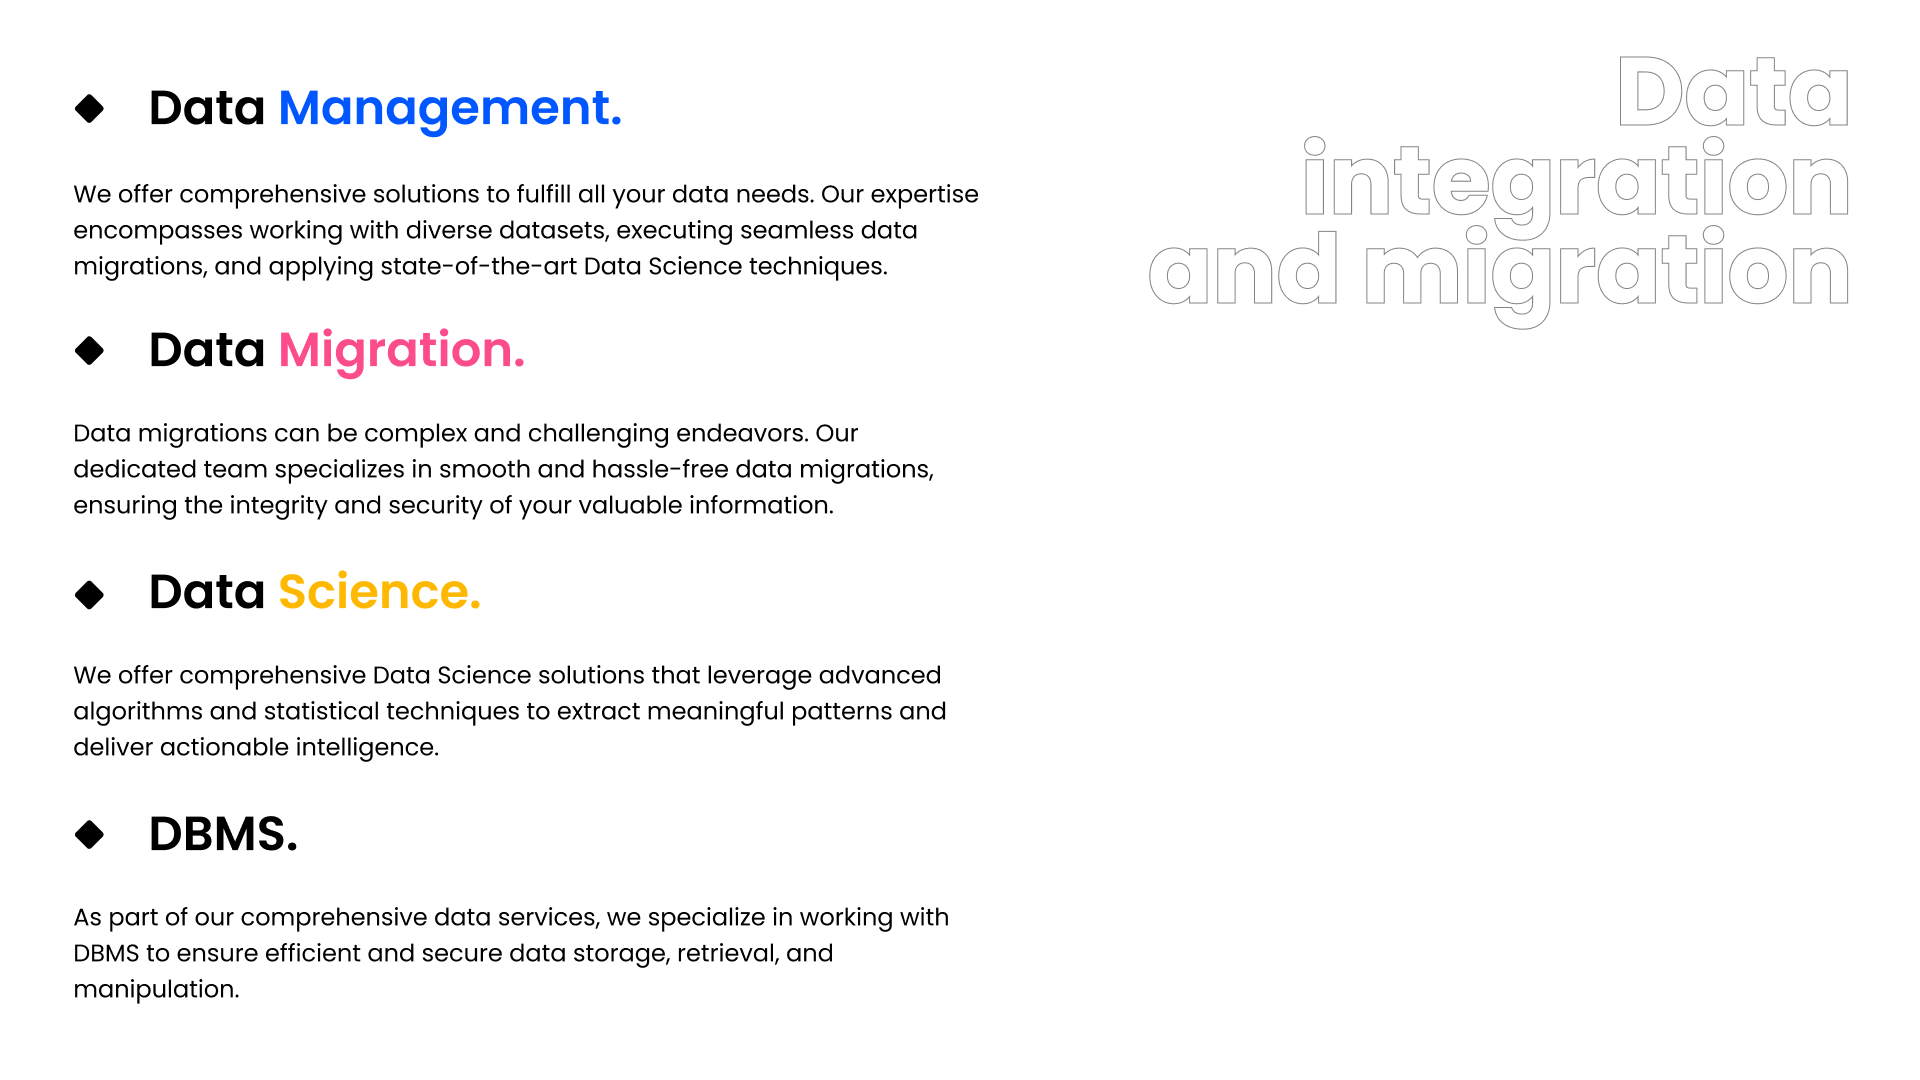 Data Management.
We offer comprehensive solutions to fulfill all your data needs. Our expertise
encompasses working with diverse datasets, executing seamless data
migrations, and applying state-of-the-art Data Science techniques.
Data Migration.
Data migrations can be complex and challenging endeavors. Our
dedicated team specializes in smooth and hassle-free data migrations,
ensuring the integrity and security of your valuable information.
Data Science.
We offer comprehensive Data Science solutions that leverage advanced
algorithms and statistical techniques to extract meaningful patterns and
deliver actionable intelligence.
DBMS.
As part of our comprehensive data services, we specialize in working with
DBMS to ensure efficient and secure data storage, retrieval, and
manipulation.
Data
integration
and migration